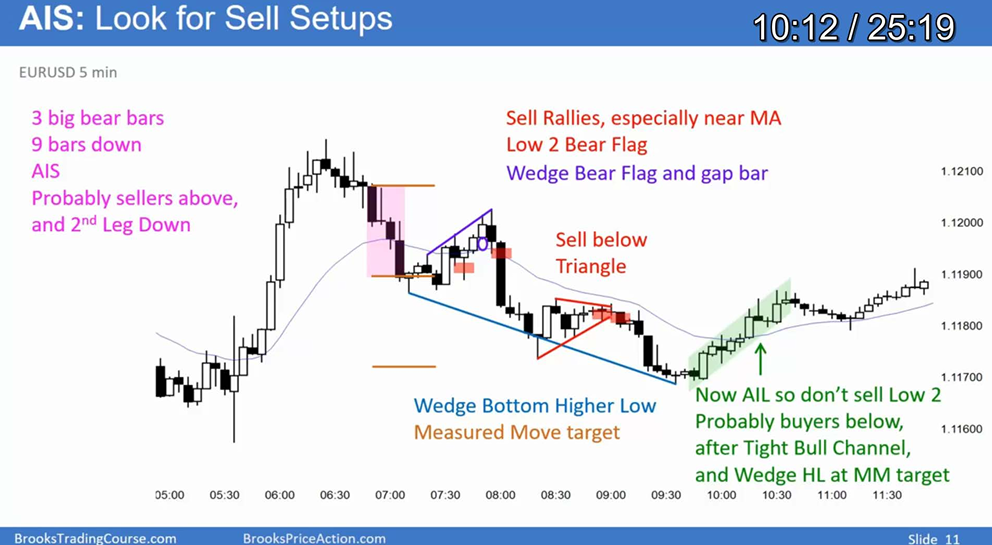 AIS: Look for Sell Setups
10:12 / 25:19
EURUSD 5 min
3 big bear bars
9 bars down
AIS
Probably sellers above,
and 2nd Leg Down
Sell Rallies, especially near MA
Low 2 Bear Flag
Wedge Bear Flag and gap bar
Sell below
Triangle
Wedge Bottom Higher Low
Measured Move target
Now AIL so don't sell Low 2
Probably buyers below,
after Tight Bull Channel,
and Wedge HL at MM target
1.12100
1.12000
1.11900
1.11800
1.11700
1.11600
05:00 05:30 06:00 06:30 07:00 07:30 08:00 08:30 09:00 09:30 10:00 10:30 11:00 11:30
BrooksTradingCourse.com BrooksPriceAction.com Slide 11